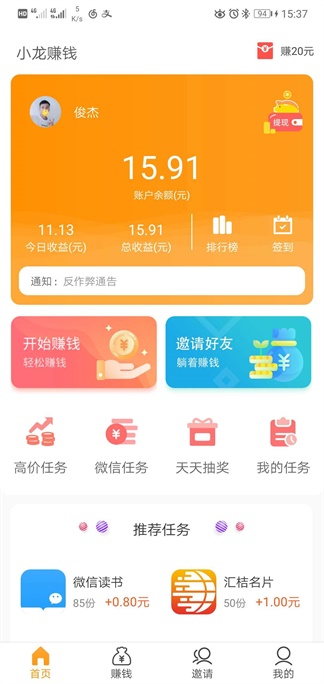 HD 4G 4G 5 K/s 94 15:37
小龙赚钱 赚20元
俊杰 提现
15.91
账户余额(元)
11.13 15.91
今日收益(元) 总收益(元) 排行榜 签到
通知：反作弊通告
开始赚钱 邀请好友
轻松赚钱 躺着赚钱
高价任务 微信任务 天天抽奖 我的任务
推荐任务
微信读书 汇桔名片
85份 +0.80元 50份 +1.00元
首页 赚钱 邀请 我的